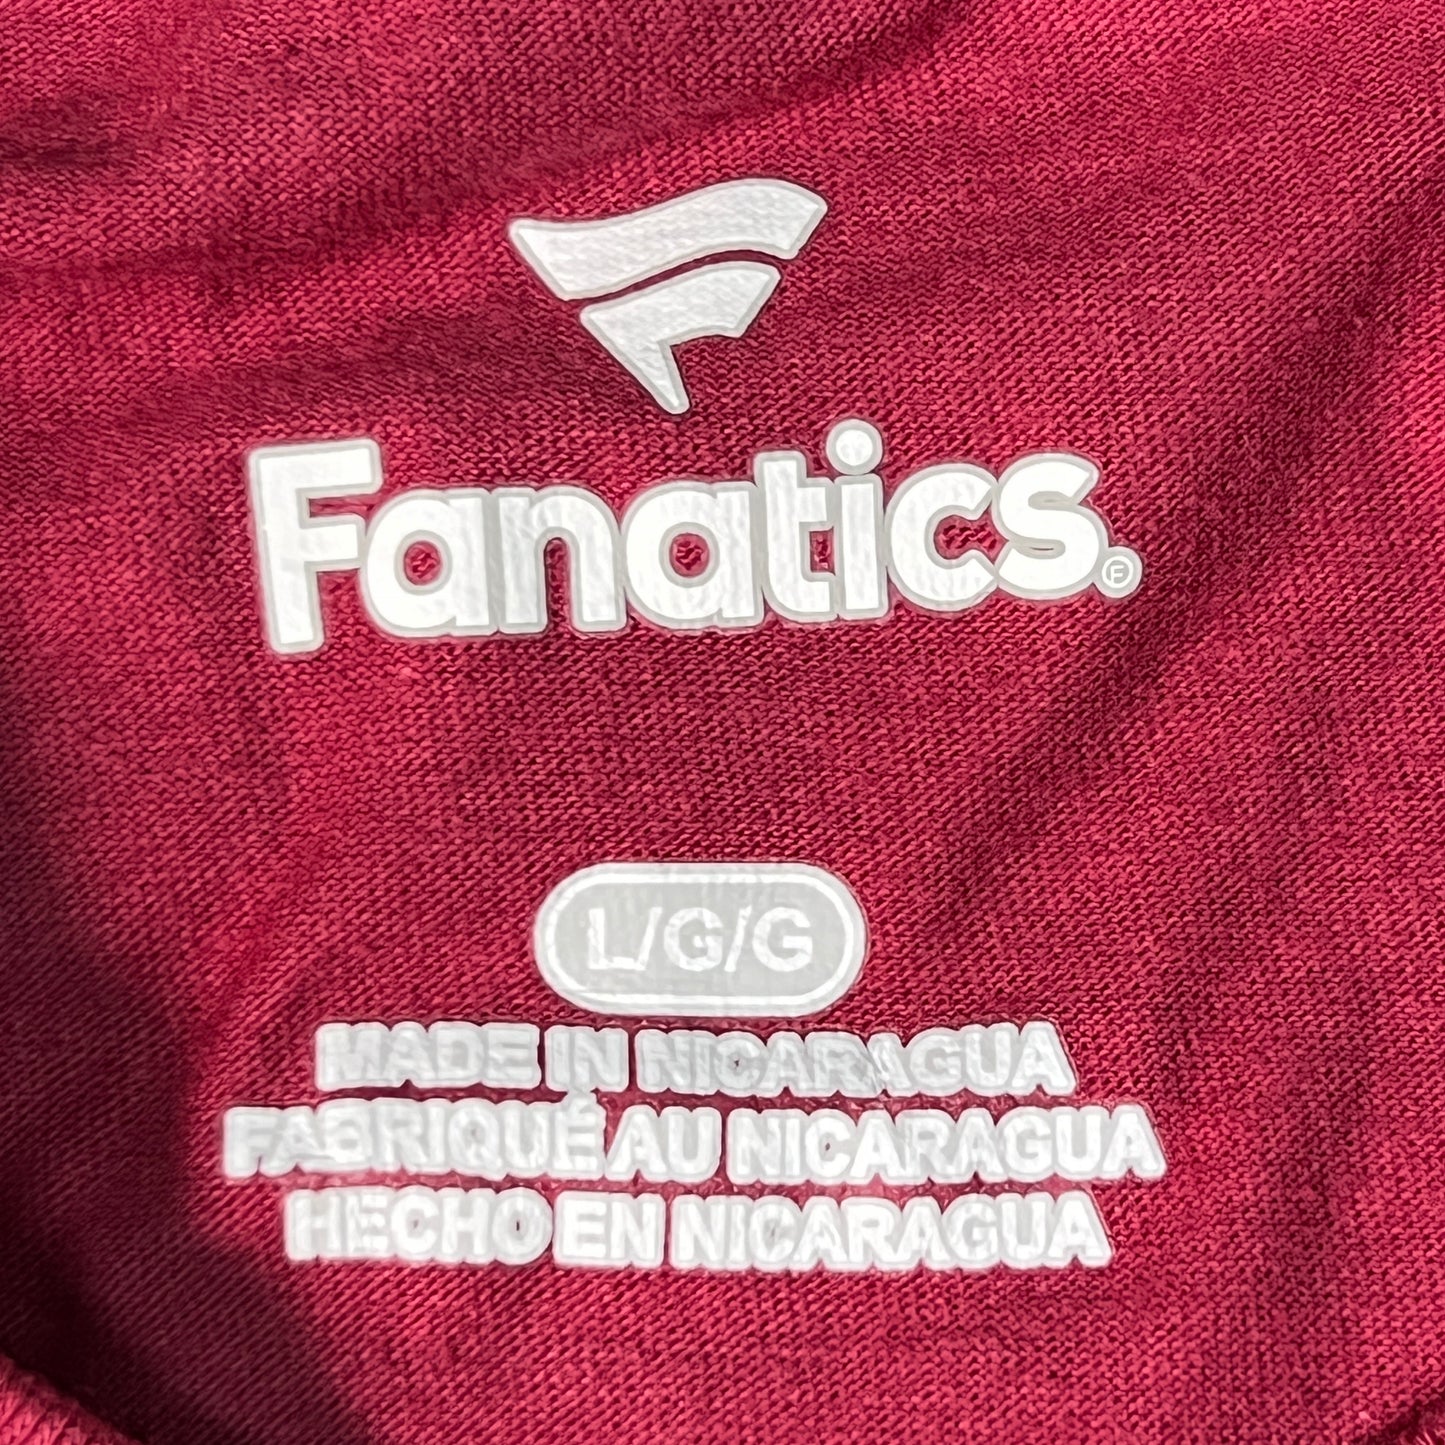 Fanatics.
L/G/G
MADE IN NICARAGUA
FABRIQUÉ AU NICARAGUA
HECHO EN NICARAGUA